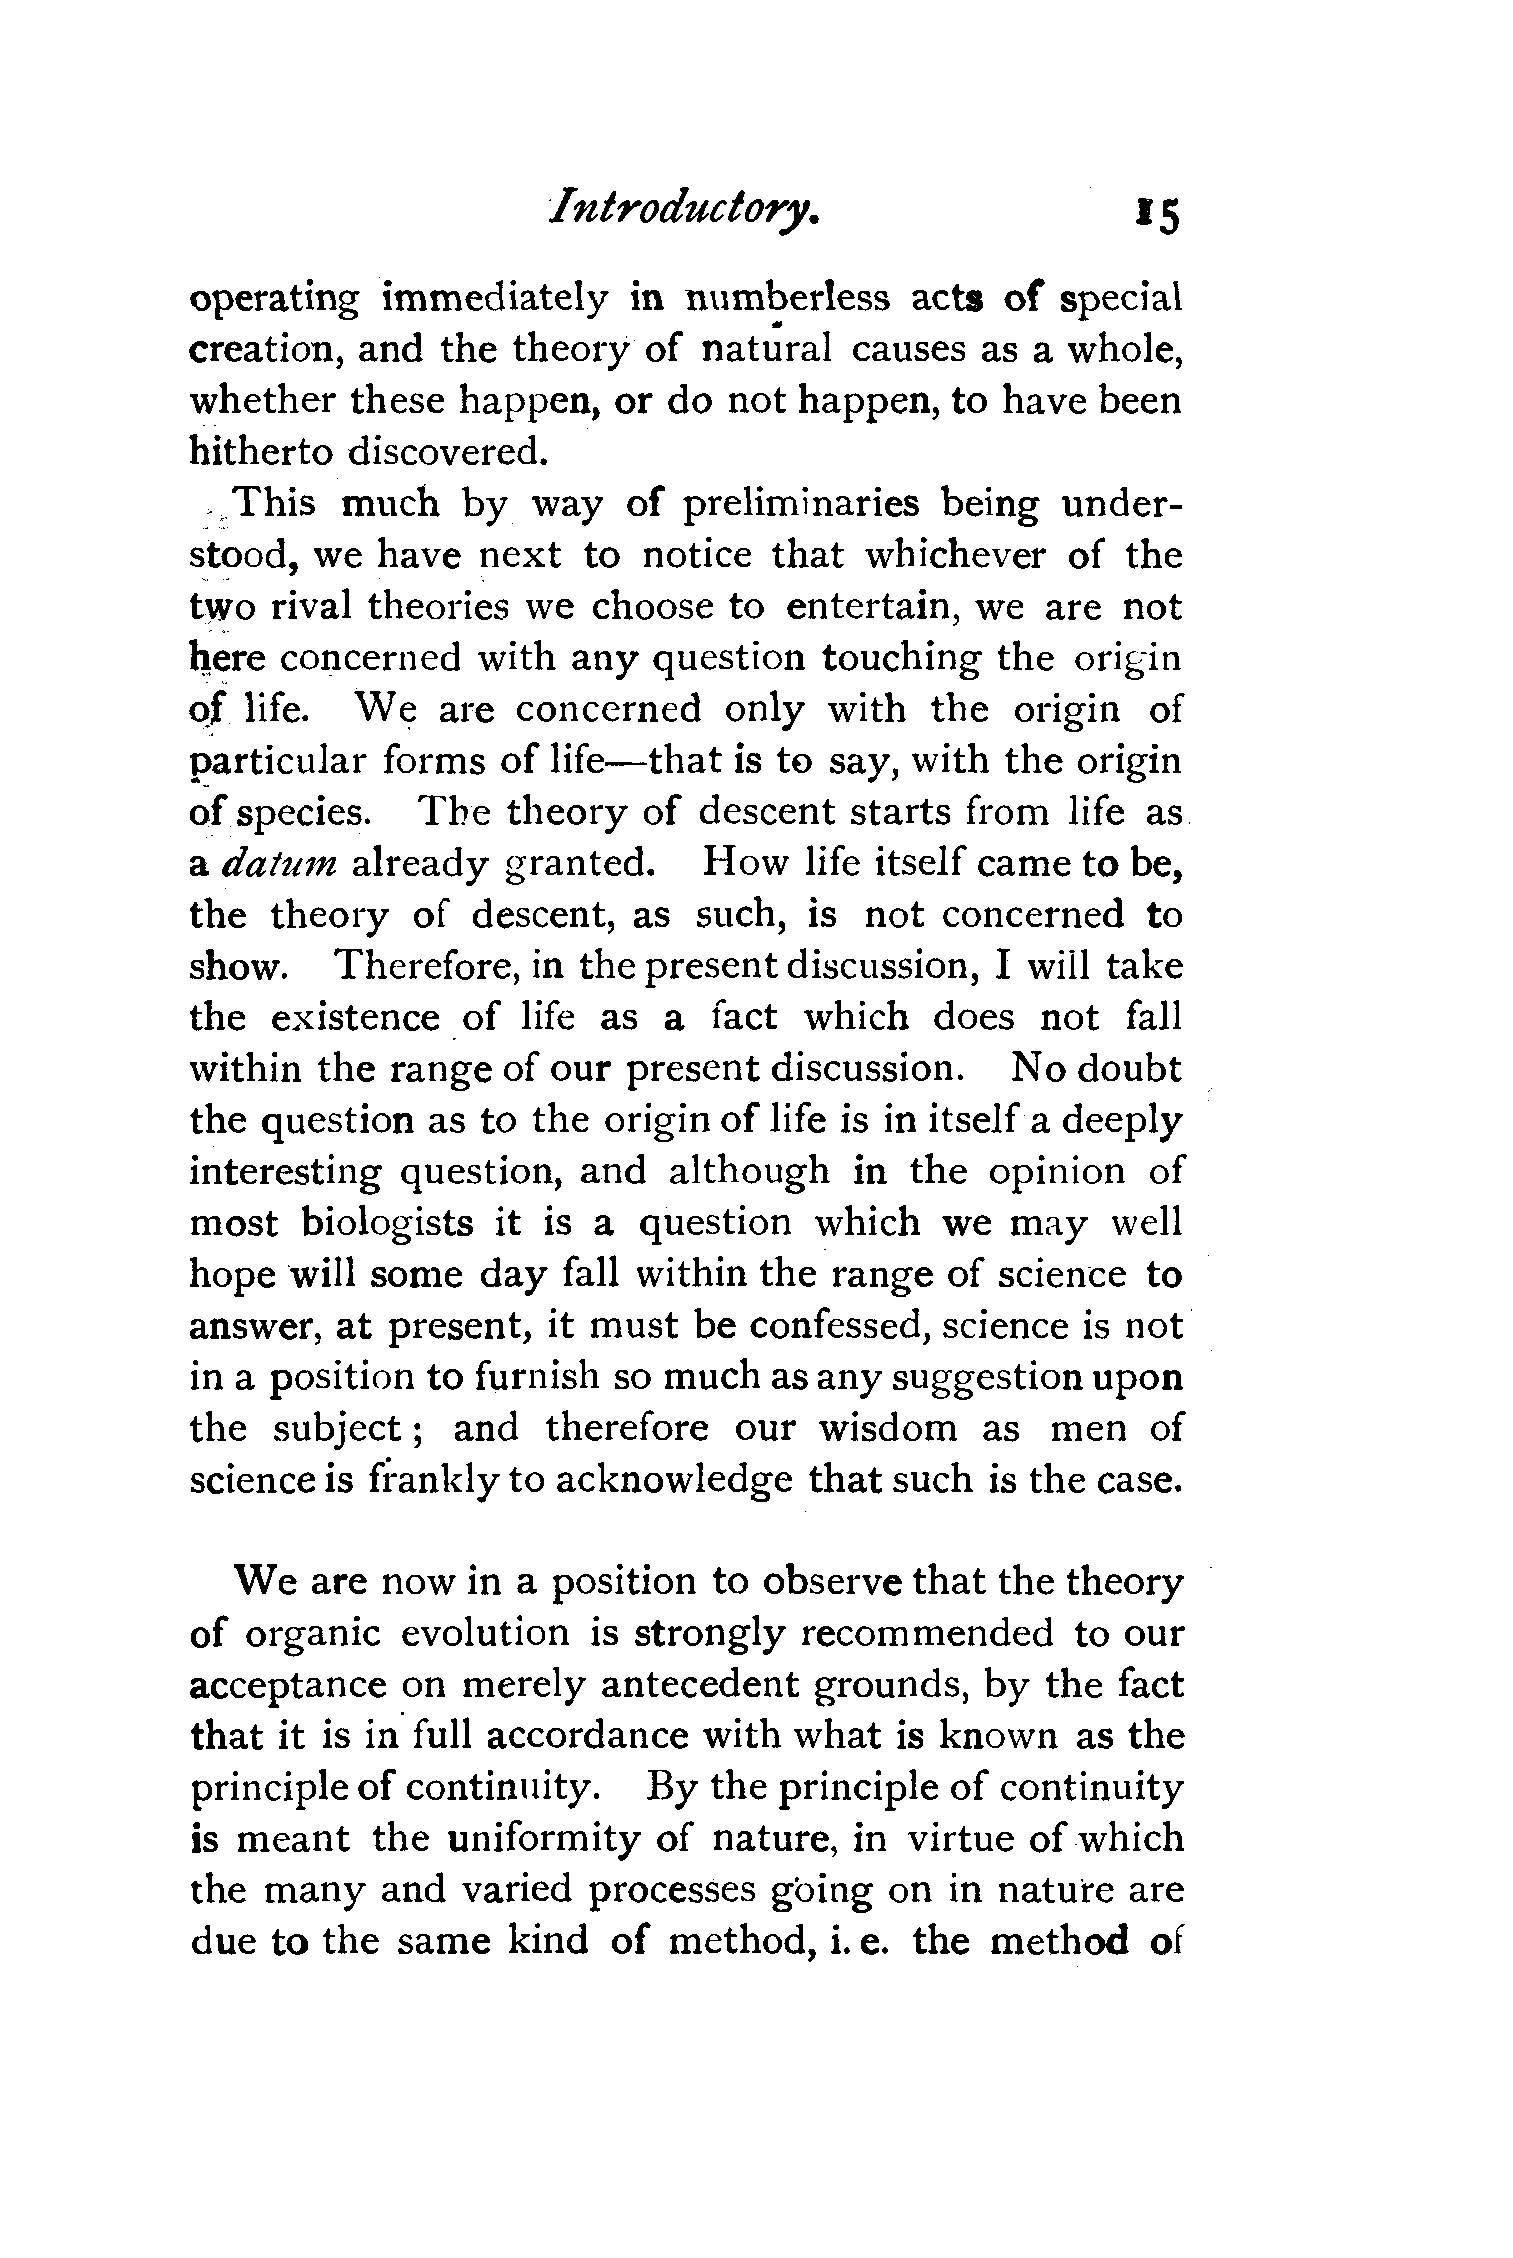 Introductory. 15
operating immediately in numberless acts of special
creation, and the theory of natural causes as a whole,
whether these happen, or do not happen, to have been
hitherto discovered.
This much by way of preliminaries being under-
stood, we have next to notice that whichever of the
two rival theories we choose to entertain, we are not
here concerned with any question touching the origin
of life. We are concerned only with the origin of
particular forms of life—that is to say, with the origin
of species. The theory of descent starts from life as
a datum already granted. How life itself came to be,
the theory of descent, as such, is not concerned to
show. Therefore, in the present discussion, I will take
the existence of life as a fact which does not fall
within the range of our present discussion. No doubt
the question as to the origin of life is in itself a deeply
interesting question, and although in the opinion of
most biologists it is a question which we may well
hope will some day fall within the range of science to
answer, at present, it must be confessed, science is not
in a position to furnish so much as any suggestion upon
the subject; and therefore our wisdom as men of
science is frankly to acknowledge that such is the case.
We are now in a position to observe that the theory
of organic evolution is strongly recommended to our
acceptance on merely antecedent grounds, by the fact
that it is in full accordance with what is known as the
principle of continuity. By the principle of continuity
is meant the uniformity of nature, in virtue of which
the many and varied processes going on in nature are
due to the same kind of method, i. e. the method of